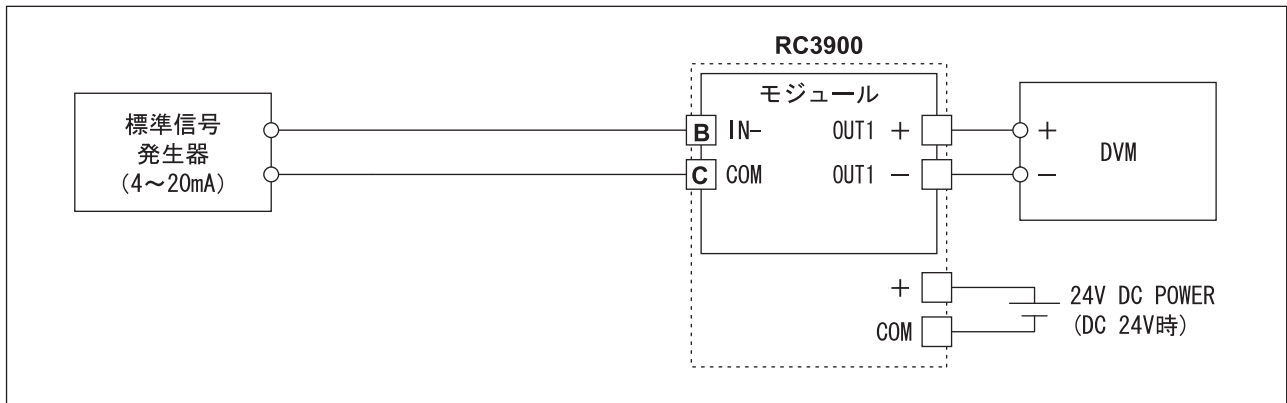 RC3900
モジュール
標準信号
発生器
(4~20mA)
B IN- OUT1 + +
C COM OUT1 - -
DVM
+
COM
24V DC POWER
(DC 24V時)